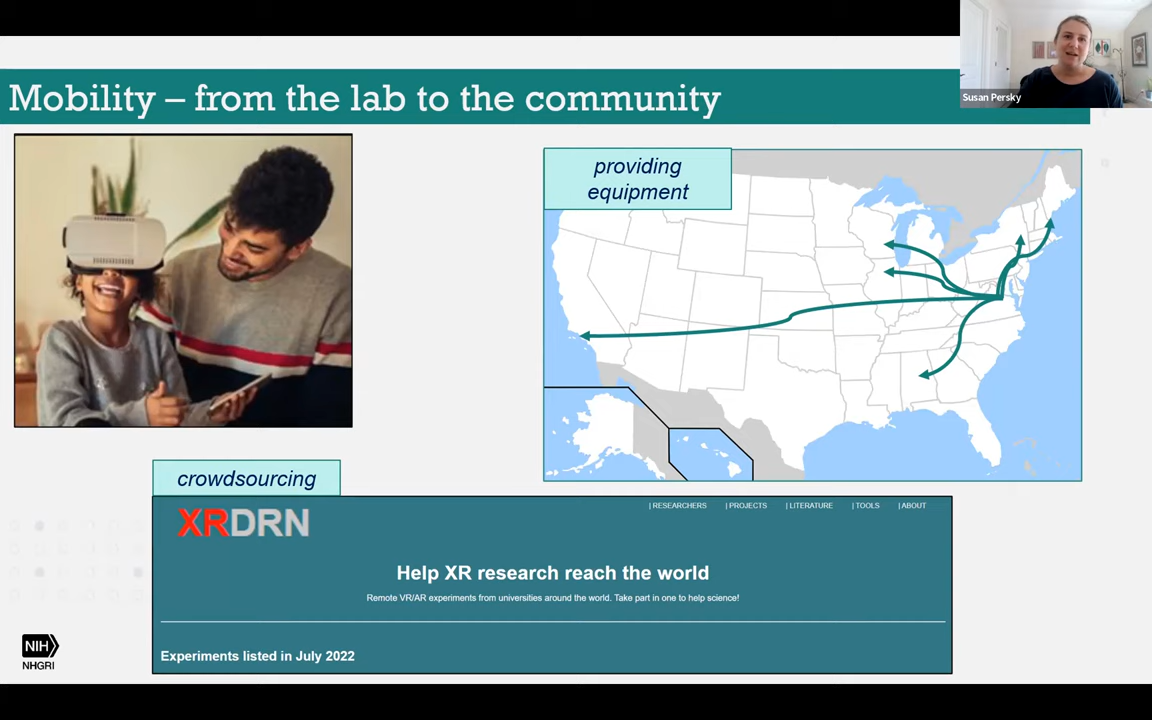 Susan Persky
Mobility – from the lab to the community
providing
equipment
crowdsourcing
XRDRN
| RESEARCHERS | PROJECTS | LITERATURE | TOOLS | ABOUT
Help XR research reach the world
Remote VR/AR experiments from universities around the world. Take part in one to help science!
Experiments listed in July 2022
NIH
NHGRI